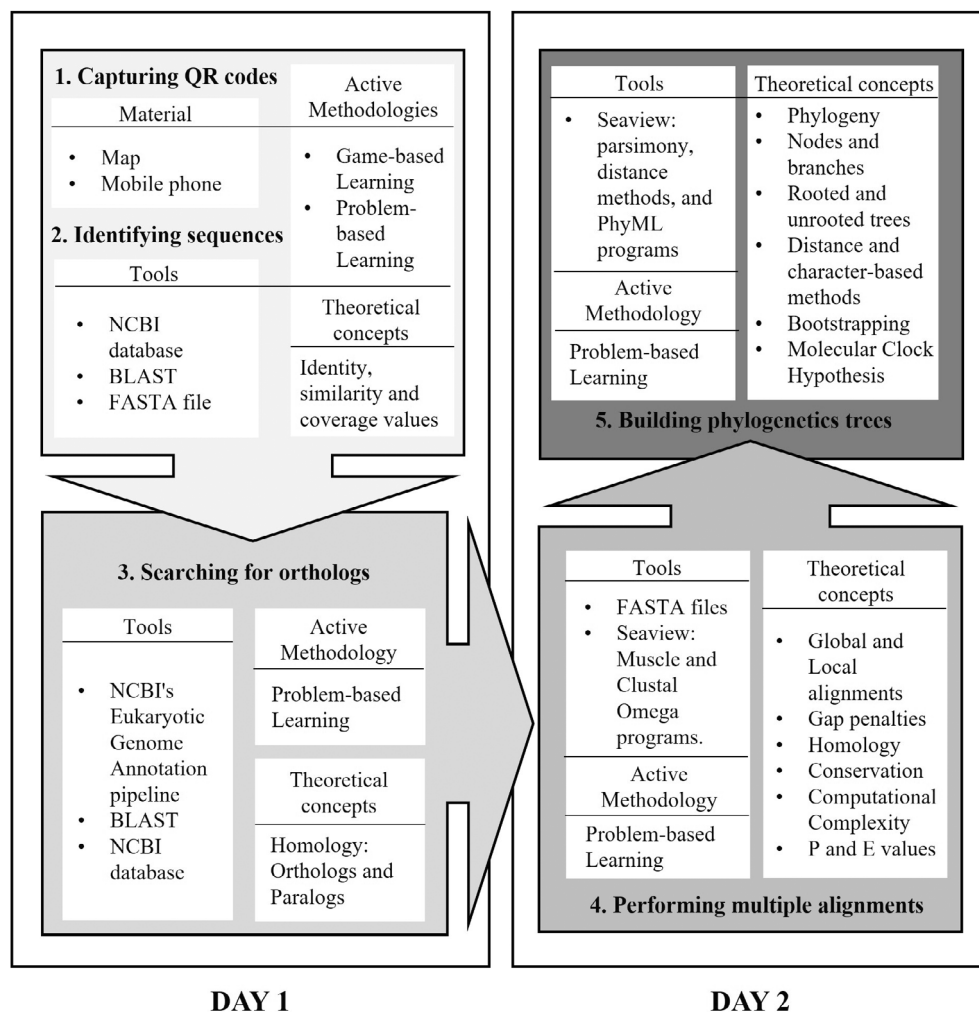 1. Capturing QR codes
Material
• Map
• Mobile phone
Active
Methodologies
• Game-based
Learning
• Problem-
based
Learning
2. Identifying sequences
Tools
• NCBI
database
• BLAST
• FASTA file
Theoretical
concepts
Identity,
similarity and
coverage values
3. Searching for orthologs
Tools
• NCBI's
Eukaryotic
Genome
Annotation
pipeline
• BLAST
• NCBI
database
Active
Methodology
Problem-based
Learning
Theoretical
concepts
Homology:
Orthologs and
Paralogs
DAY 1
Tools
• Seaview:
parsimony,
distance
methods, and
PhyML
programs
Active
Methodology
Problem-based
Learning
Theoretical concepts
• Phylogeny
• Nodes and
branches
• Rooted and
unrooted trees
• Distance and
character-based
methods
• Bootstrapping
• Molecular Clock
Hypothesis
5. Building phylogenetics trees
Tools
• FASTA files
• Seaview:
Muscle and
Clustal
Omega
programs.
Active
Methodology
Problem-based
Learning
Theoretical
concepts
• Global and
Local
alignments
• Gap penalties
• Homology
• Conservation
• Computational
Complexity
• P and E values
4. Performing multiple alignments
DAY 2